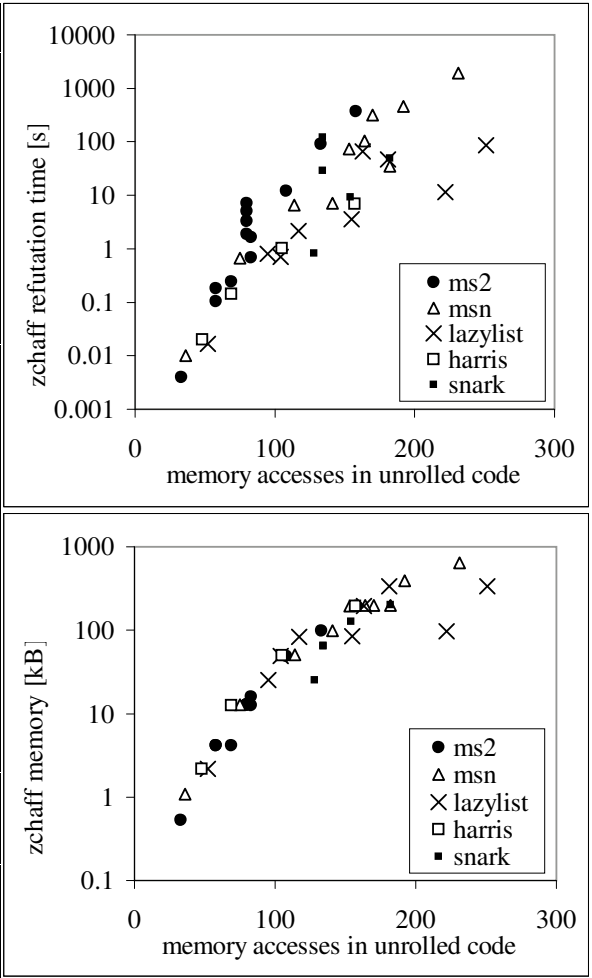 10000
1000
100
10
1
0.1
0.01
0.001
zchaff refutation time [s]
0
100
200
300
memory accesses in unrolled code
ms2
msn
lazylist
harris
snark
1000
100
10
1
0.1
zchaff memory [kB]
0
100
200
300
memory accesses in unrolled code
ms2
msn
lazylist
harris
snark